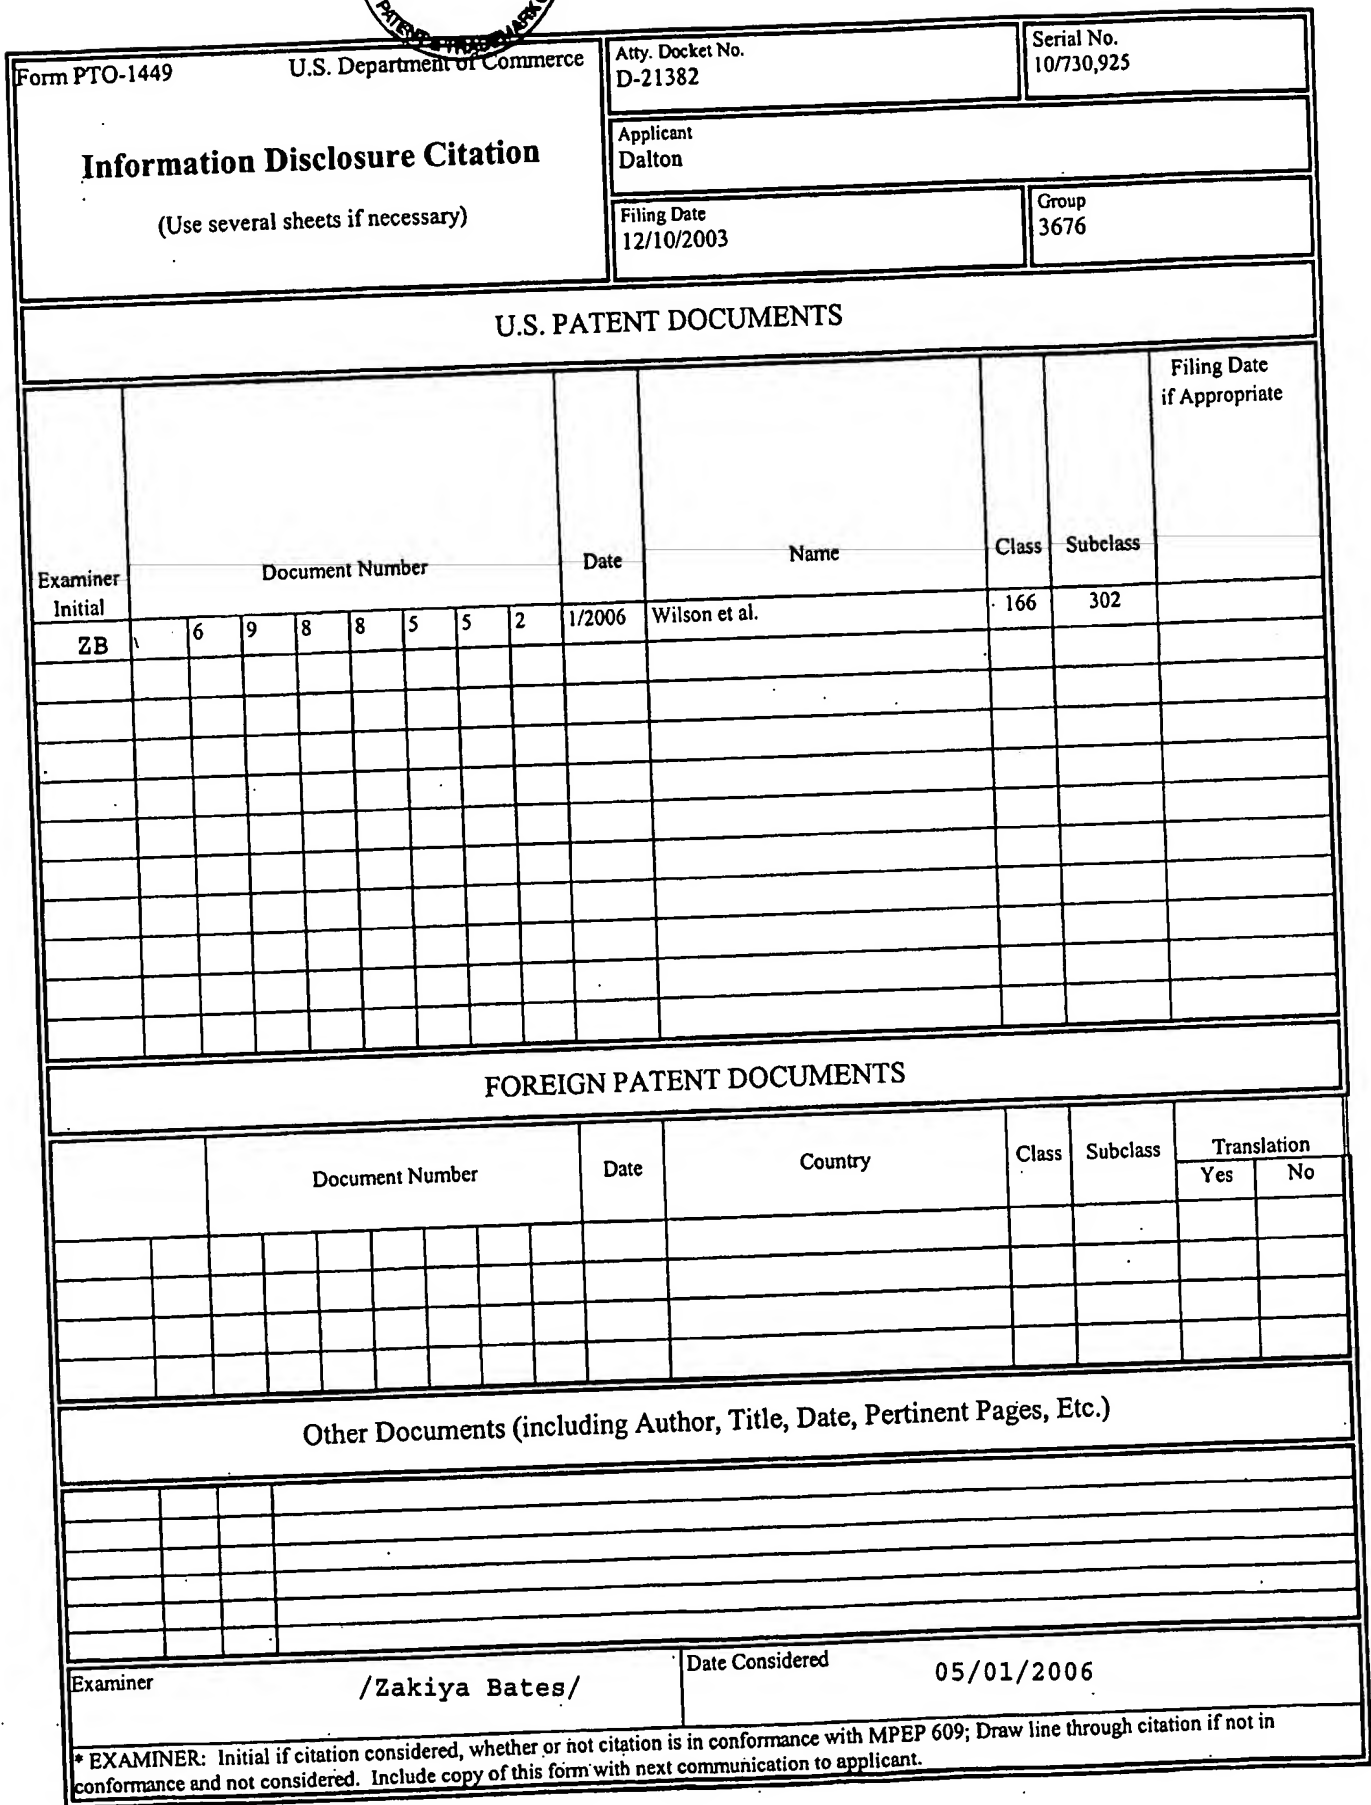 PATENT & TRADEMARK
Form PTO-1449
U.S. Department of Commerce
Information Disclosure Citation
(Use several sheets if necessary)
Atty. Docket No.
D-21382
Serial No.
10/730,925
Applicant
Dalton
Filing Date
12/10/2003
Group
3676
U.S. PATENT DOCUMENTS
Examiner
Initial
Document Number
Date
Name
Class
Subclass
Filing Date
if Appropriate
ZB 6 9 8 8 5 5 2 1/2006 Wilson et al. 166 302
FOREIGN PATENT DOCUMENTS
Document Number
Date
Country
Class
Subclass
Translation
Yes No
Other Documents (including Author, Title, Date, Pertinent Pages, Etc.)
Examiner
/Zakiya Bates/
Date Considered
05/01/2006
* EXAMINER: Initial if citation considered, whether or not citation is in conformance with MPEP 609; Draw line through citation if not in
conformance and not considered. Include copy of this form with next communication to applicant.